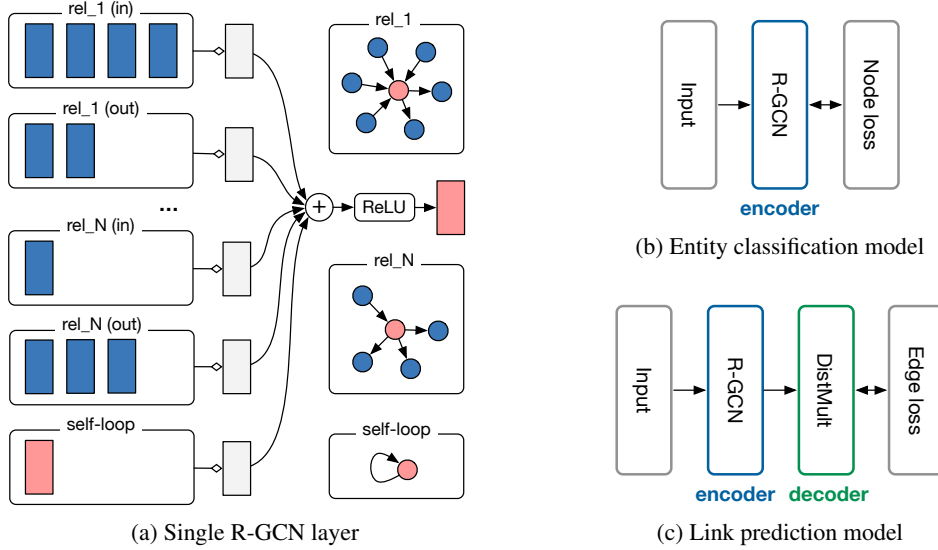 rel_1 (in)
rel_1 (out)
...
rel_N (in)
rel_N (out)
self-loop
+
ReLU
rel_1
rel_N
self-loop
(a) Single R-GCN layer
Input
R-GCN
Node loss
encoder
(b) Entity classification model
Input
R-GCN
DistMult
Edge loss
encoder
decoder
(c) Link prediction model